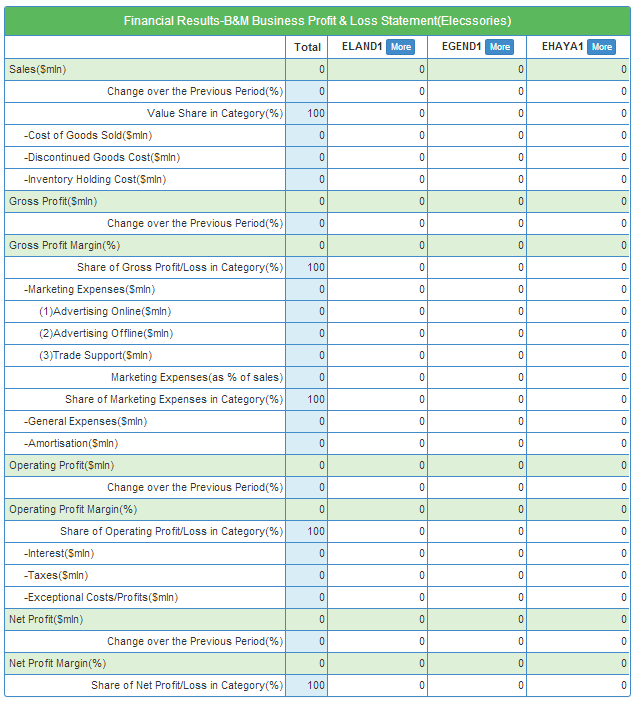 Financial Results-B&M Business Profit & Loss Statement(Elecssories)
Total ELAND1 More EGEND1 More EHAYA1 More
Sales($mln) 0 0 0 0
Change over the Previous Period(%) 0 0 0 0
Value Share in Category(%) 100 0 0 0
-Cost of Goods Sold($mln) 0 0 0 0
-Discontinued Goods Cost($mln) 0 0 0 0
-Inventory Holding Cost($mln) 0 0 0 0
Gross Profit($mln) 0 0 0 0
Change over the Previous Period(%) 0 0 0 0
Gross Profit Margin(%) 0 0 0 0
Share of Gross Profit/Loss in Category(%) 100 0 0 0
-Marketing Expenses($mln) 0 0 0 0
(1)Advertising Online($mln) 0 0 0 0
(2)Advertising Offline($mln) 0 0 0 0
(3)Trade Support($mln) 0 0 0 0
Marketing Expenses(as % of sales) 0 0 0 0
Share of Marketing Expenses in Category(%) 100 0 0 0
-General Expenses($mln) 0 0 0 0
-Amortisation($mln) 0 0 0 0
Operating Profit($mln) 0 0 0 0
Change over the Previous Period(%) 0 0 0 0
Operating Profit Margin(%) 0 0 0 0
Share of Operating Profit/Loss in Category(%) 100 0 0 0
-Interest($mln) 0 0 0 0
-Taxes($mln) 0 0 0 0
-Exceptional Costs/Profits($mln) 0 0 0 0
Net Profit($mln) 0 0 0 0
Change over the Previous Period(%) 0 0 0 0
Net Profit Margin(%) 0 0 0 0
Share of Net Profit/Loss in Category(%) 100 0 0 0